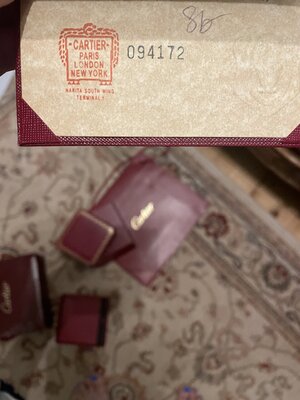 86
CARTIER
PARIS
LONDON
NEW YORK
094172
NARITA SOUTH WING
TERMINAL 1
Cartier
Cartier